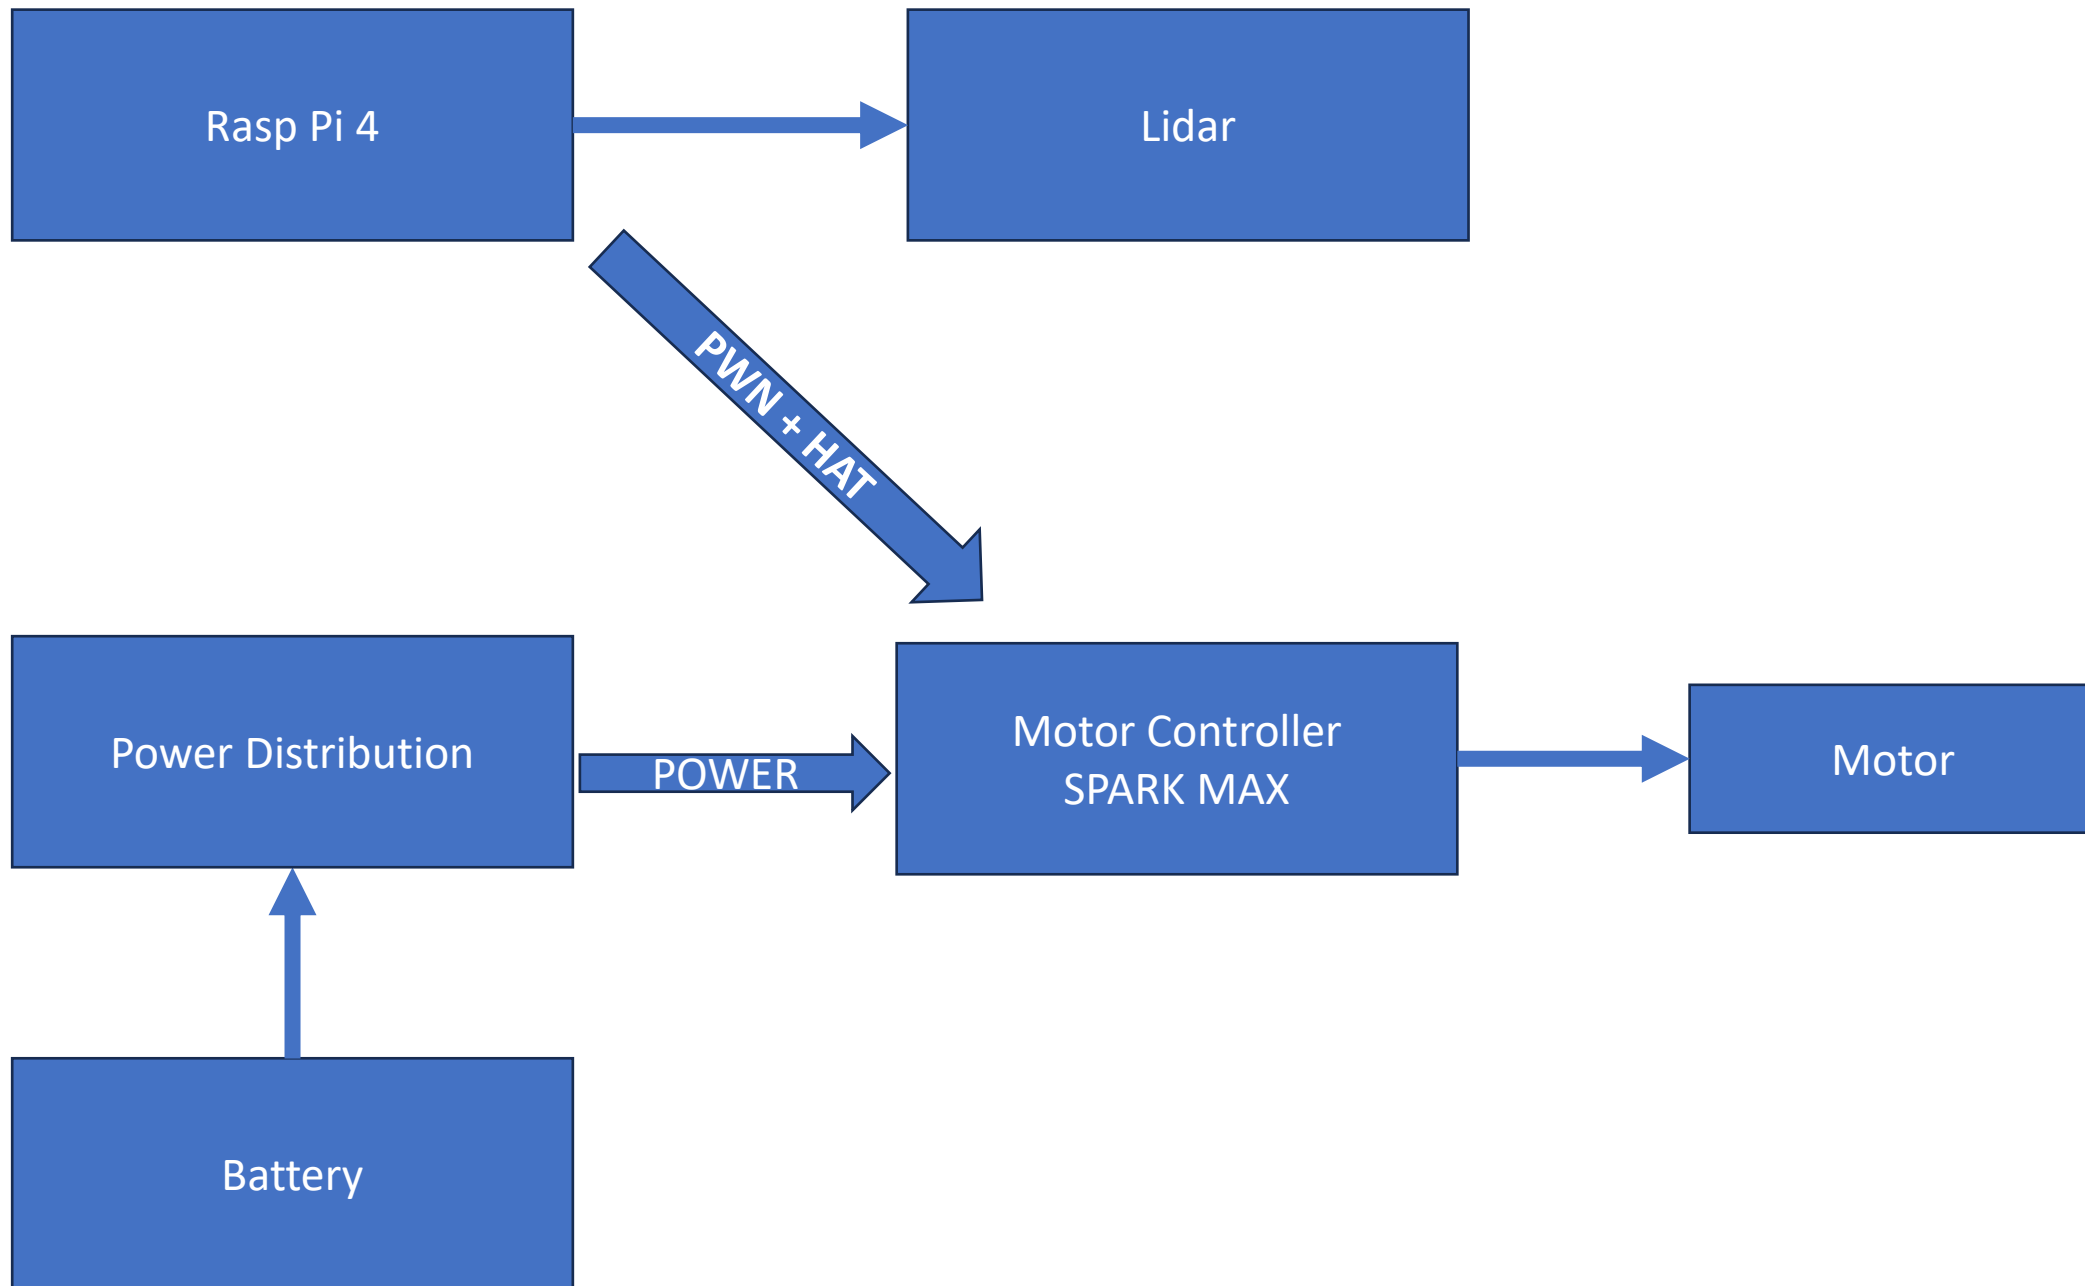 Rasp Pi 4
Lidar
PWN + HAT
Power Distribution
POWER
Motor Controller
SPARK MAX
Motor
Battery